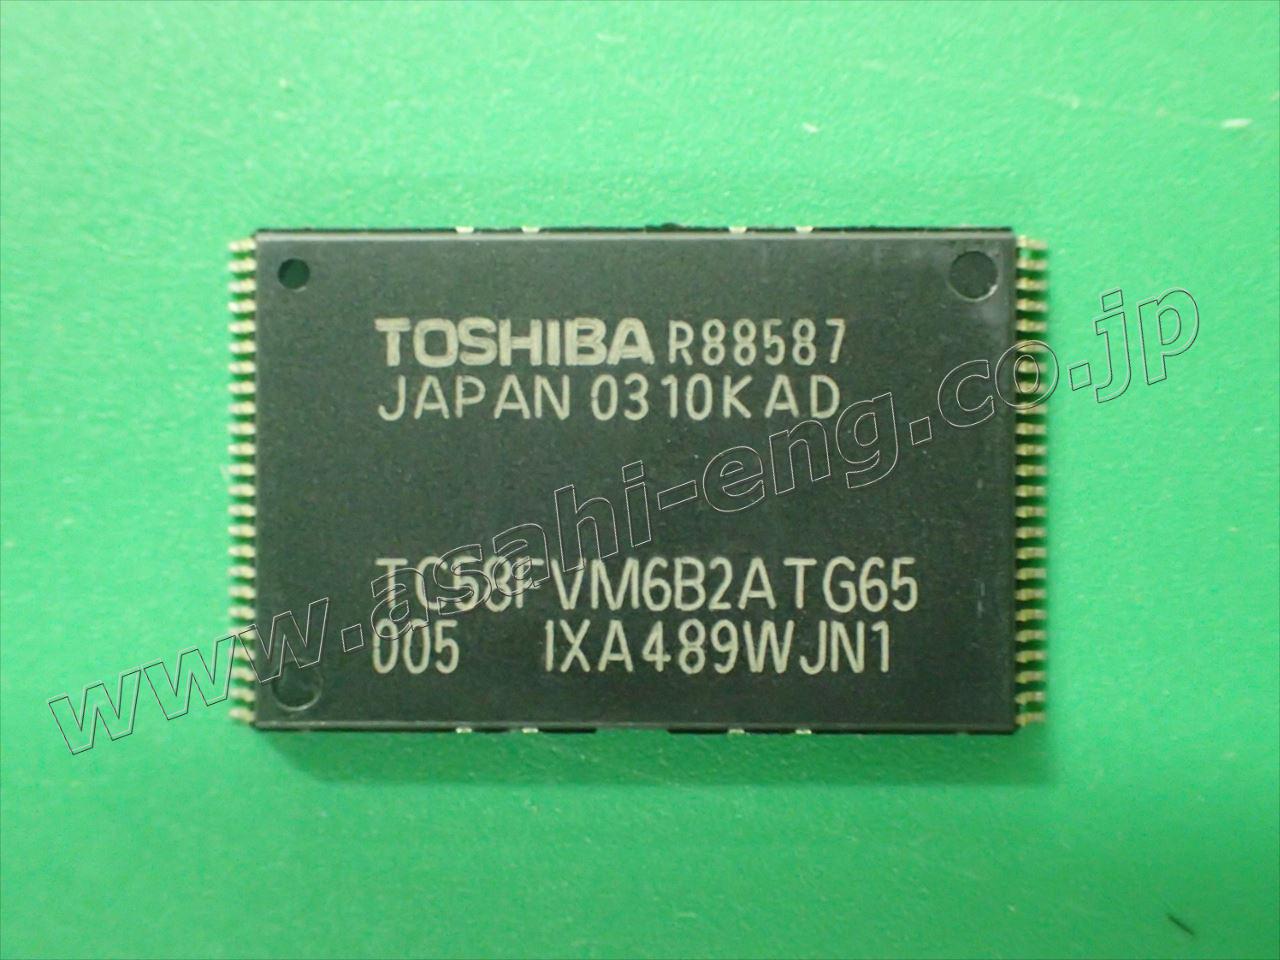 TOSHIBA R88587
JAPAN 0310KAD
TC58FVM6B2ATG65
005 IXA489WJN1
www.asahi-eng.co.jp